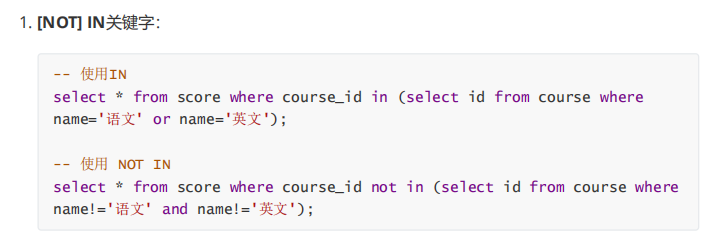 1. [NOT] IN关键字：
-- 使用IN
select * from score where course_id in (select id from course where
name='语文' or name='英文');
-- 使用 NOT IN
select * from score where course_id not in (select id from course where
name!='语文' and name!='英文');